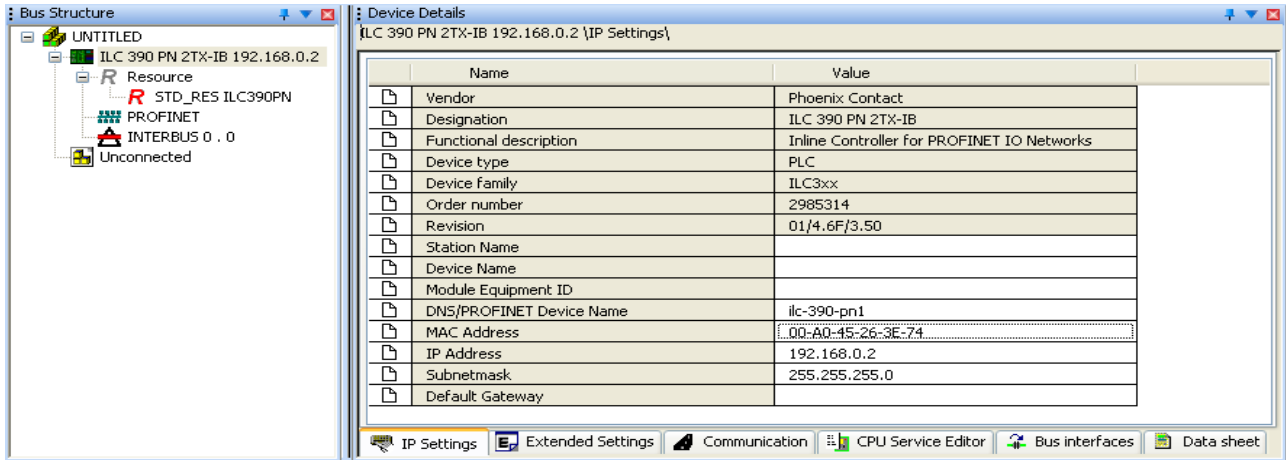 Bus Structure
UNTITLED
ILC 390 PN 2TX-IB 192.168.0.2
Resource
STD_RES ILC390PN
PROFINET
INTERBUS 0 . 0
Unconnected
Device Details
ILC 390 PN 2TX-IB 192.168.0.2 \IP Settings\
Name Value
Vendor Phoenix Contact
Designation ILC 390 PN 2TX-IB
Functional description Inline Controller for PROFINET IO Networks
Device type PLC
Device family ILC3xx
Order number 2985314
Revision 01/4.6F/3.50
Station Name
Device Name
Module Equipment ID
DNS/PROFINET Device Name ilc-390-pn1
MAC Address 00-A0-45-26-3E-74
IP Address 192.168.0.2
Subnetmask 255.255.255.0
Default Gateway
IP Settings Extended Settings Communication CPU Service Editor Bus interfaces Data sheet